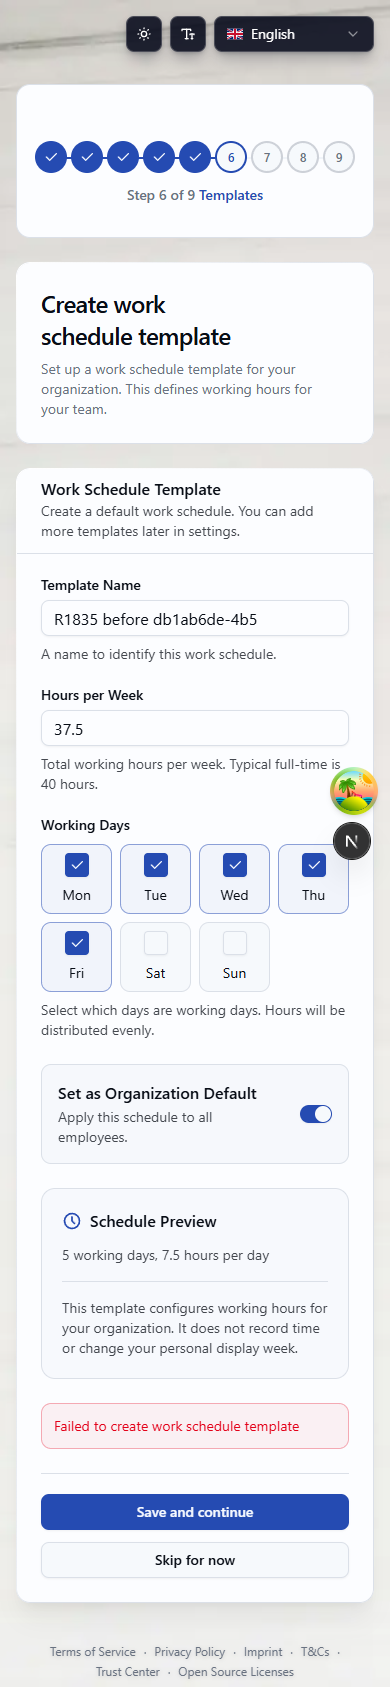 English
6
7
8
9
Step 6 of 9 Templates
Create work
schedule template
Set up a work schedule template for your
organization. This defines working hours for
your team.
Work Schedule Template
Create a default work schedule. You can add
more templates later in settings.
Template Name
R1835 before db1ab6de-4b5
A name to identify this work schedule.
Hours per Week
37.5
Total working hours per week. Typical full-time is
40 hours.
Working Days
Mon
Tue
Wed
Thu
Fri
Sat
Sun
Select which days are working days. Hours will be
distributed evenly.
Set as Organization Default
Apply this schedule to all
employees.
Schedule Preview
5 working days, 7.5 hours per day
This template configures working hours for
your organization. It does not record time
or change your personal display week.
Failed to create work schedule template
Save and continue
Skip for now
Terms of Service · Privacy Policy · Imprint · T&Cs ·
Trust Center · Open Source Licenses